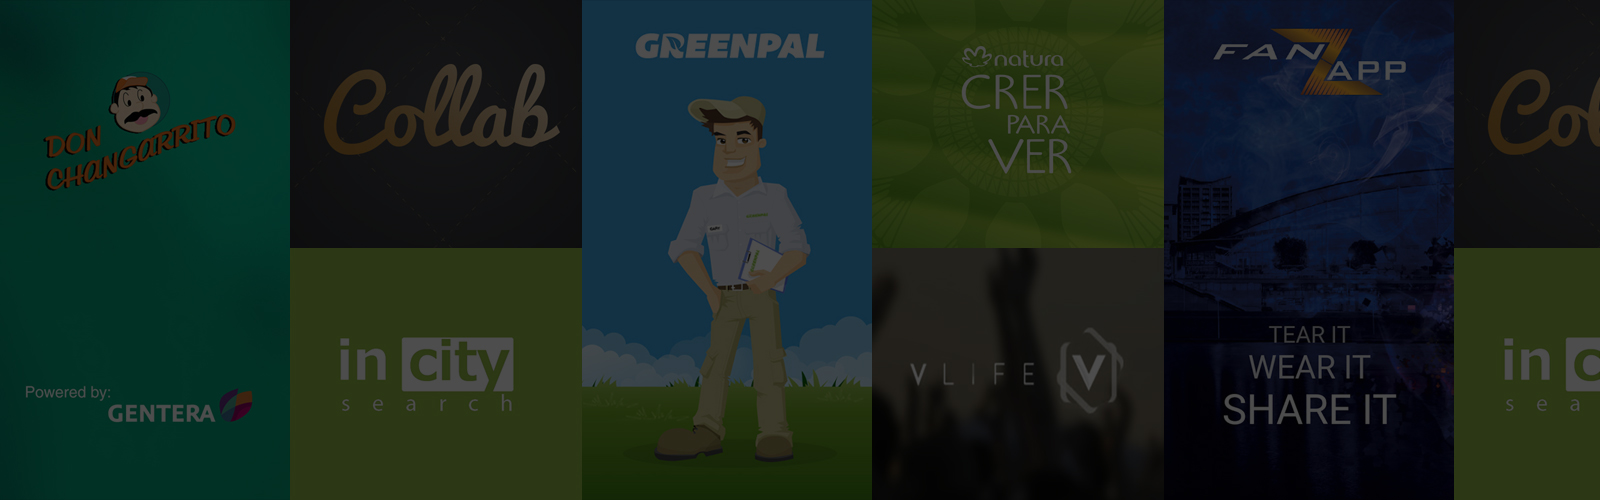 DON
CHANGARRITO
Powered by:
GENTERA
Collab
in city
search
GREENPAL
natura
CRER
PARA
VER
VLIFE
V
FANZAPP
TEAR IT
WEAR IT
SHARE IT
Col
in c
sea